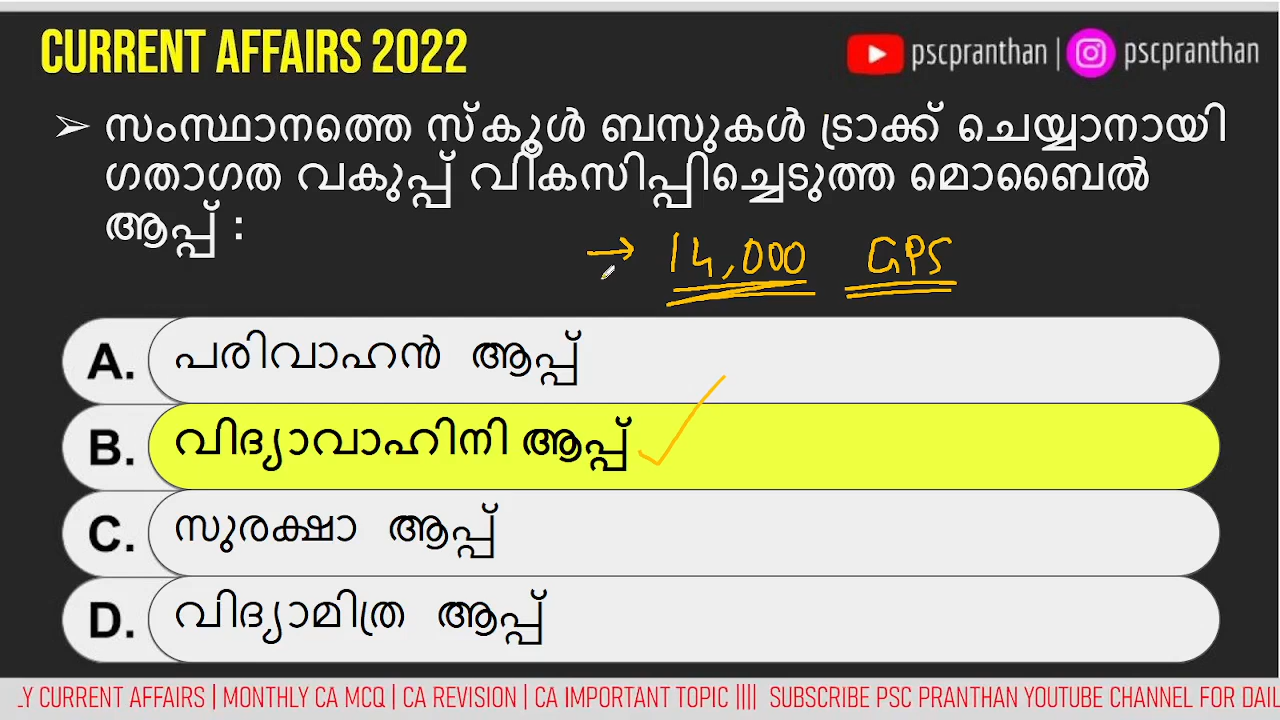 CURRENT AFFAIRS 2022
pscpranthan | pscpranthan
➢ സംസ്ഥാനത്തെ സ്കൂൾ ബസുകൾ ട്രാക്ക് ചെയ്യാനായി
ഗതാഗത വകുപ്പ് വികസിപ്പിച്ചെടുത്ത മൊബൈൽ
ആപ്പ് :
→ 14,000 GPS
A. പരിവാഹൻ ആപ്പ്
B. വിദ്യാവാഹിനി ആപ്പ്
C. സുരക്ഷാ ആപ്പ്
D. വിദ്യാമിത്ര ആപ്പ്
Y CURRENT AFFAIRS | MONTHLY CA MCQ | CA REVISION | CA IMPORTANT TOPIC |||| SUBSCRIBE PSC PRANTHAN YOUTUBE CHANNEL FOR DAIL